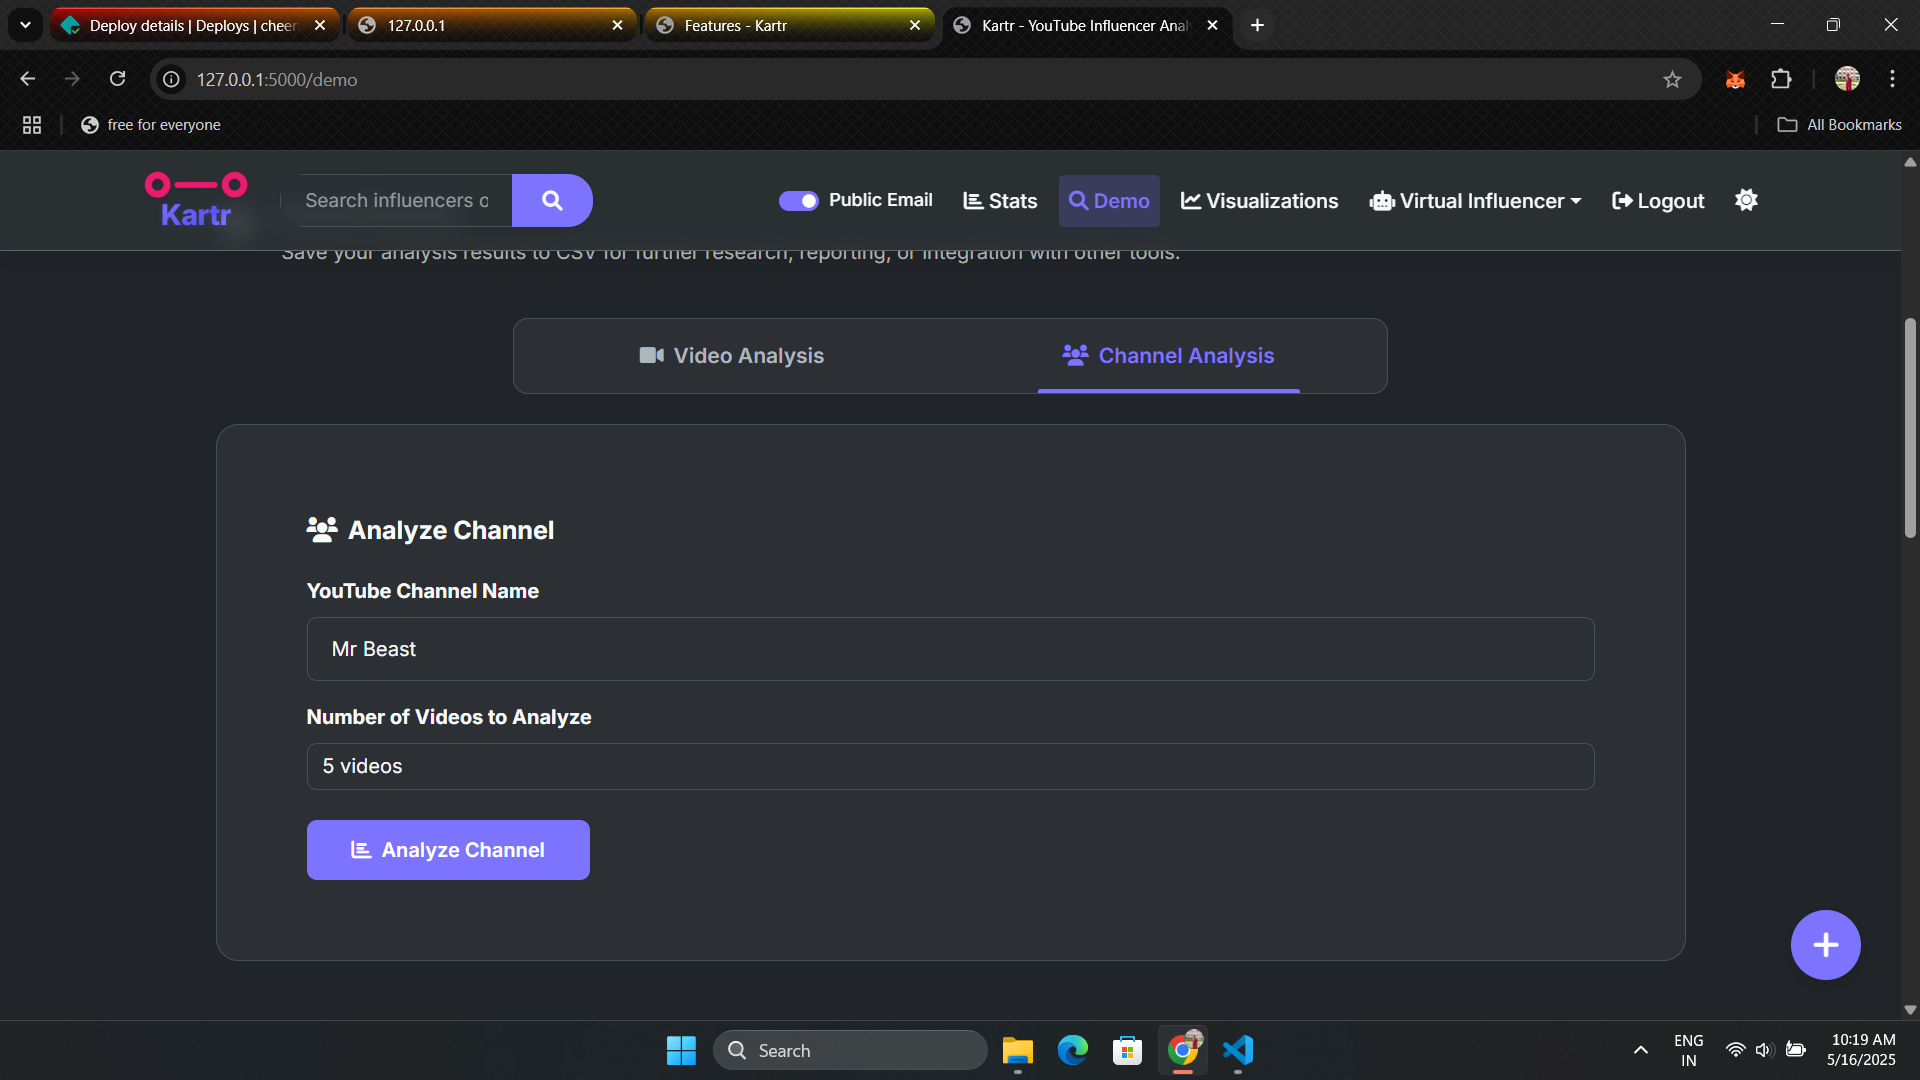 Deploy details | Deploys | cheer
127.0.0.1
Features - Kartr
Kartr - YouTube Influencer Anal
127.0.0.1:5000/demo
free for everyone
All Bookmarks
Kartr
Search influencers o
Public Email
Stats
Demo
Visualizations
Virtual Influencer
Logout
Save your analysis results to CSV for further research, reporting, or integration with other tools.
Video Analysis
Channel Analysis
Analyze Channel
YouTube Channel Name
Mr Beast
Number of Videos to Analyze
5 videos
Analyze Channel
Search
ENG
IN
10:19 AM
5/16/2025